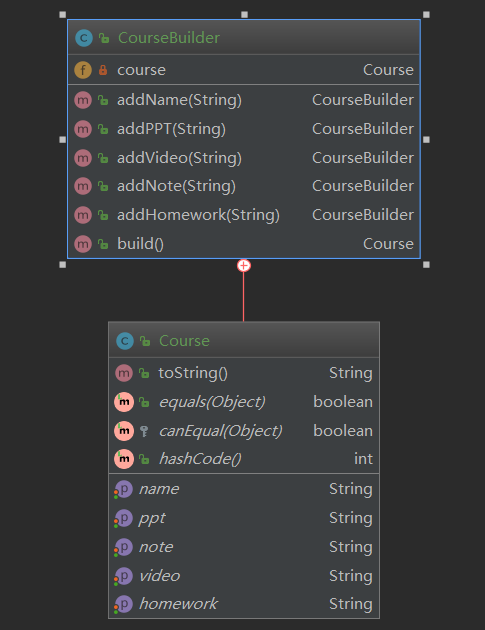 CourseBuilder
course Course
addName(String) CourseBuilder
addPPT(String) CourseBuilder
addVideo(String) CourseBuilder
addNote(String) CourseBuilder
addHomework(String) CourseBuilder
build() Course
Course
toString() String
equals(Object) boolean
canEqual(Object) boolean
hashCode() int
name String
ppt String
note String
video String
homework String